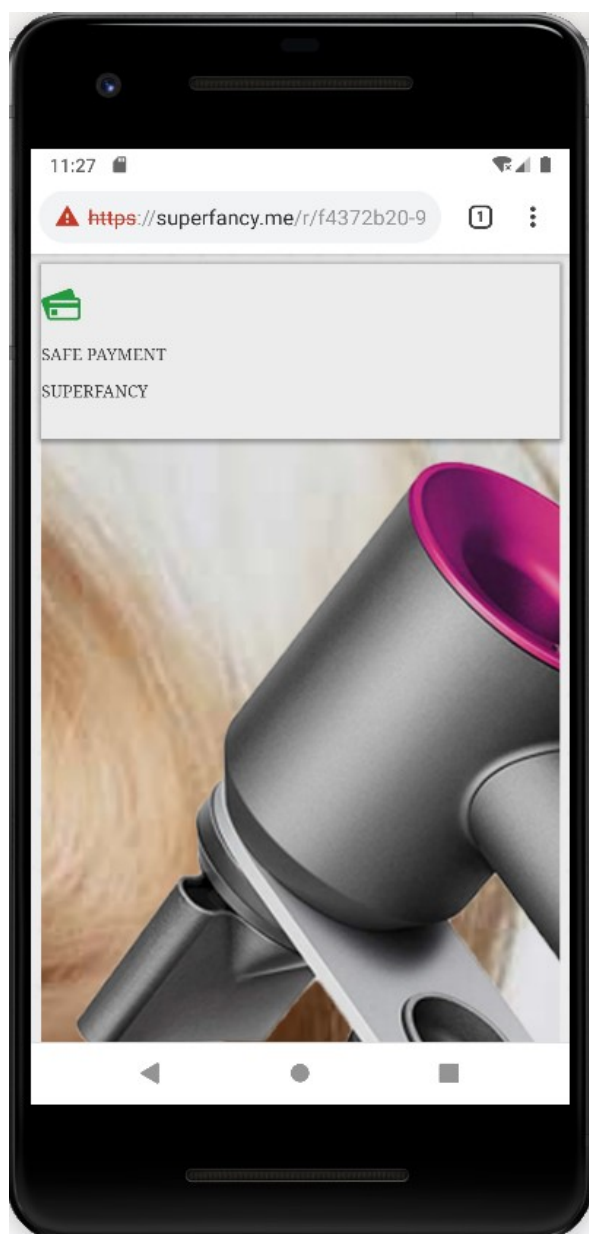 11:27
https://superfancy.me/r/f4372b20-9
1
SAFE PAYMENT
SUPERFANCY